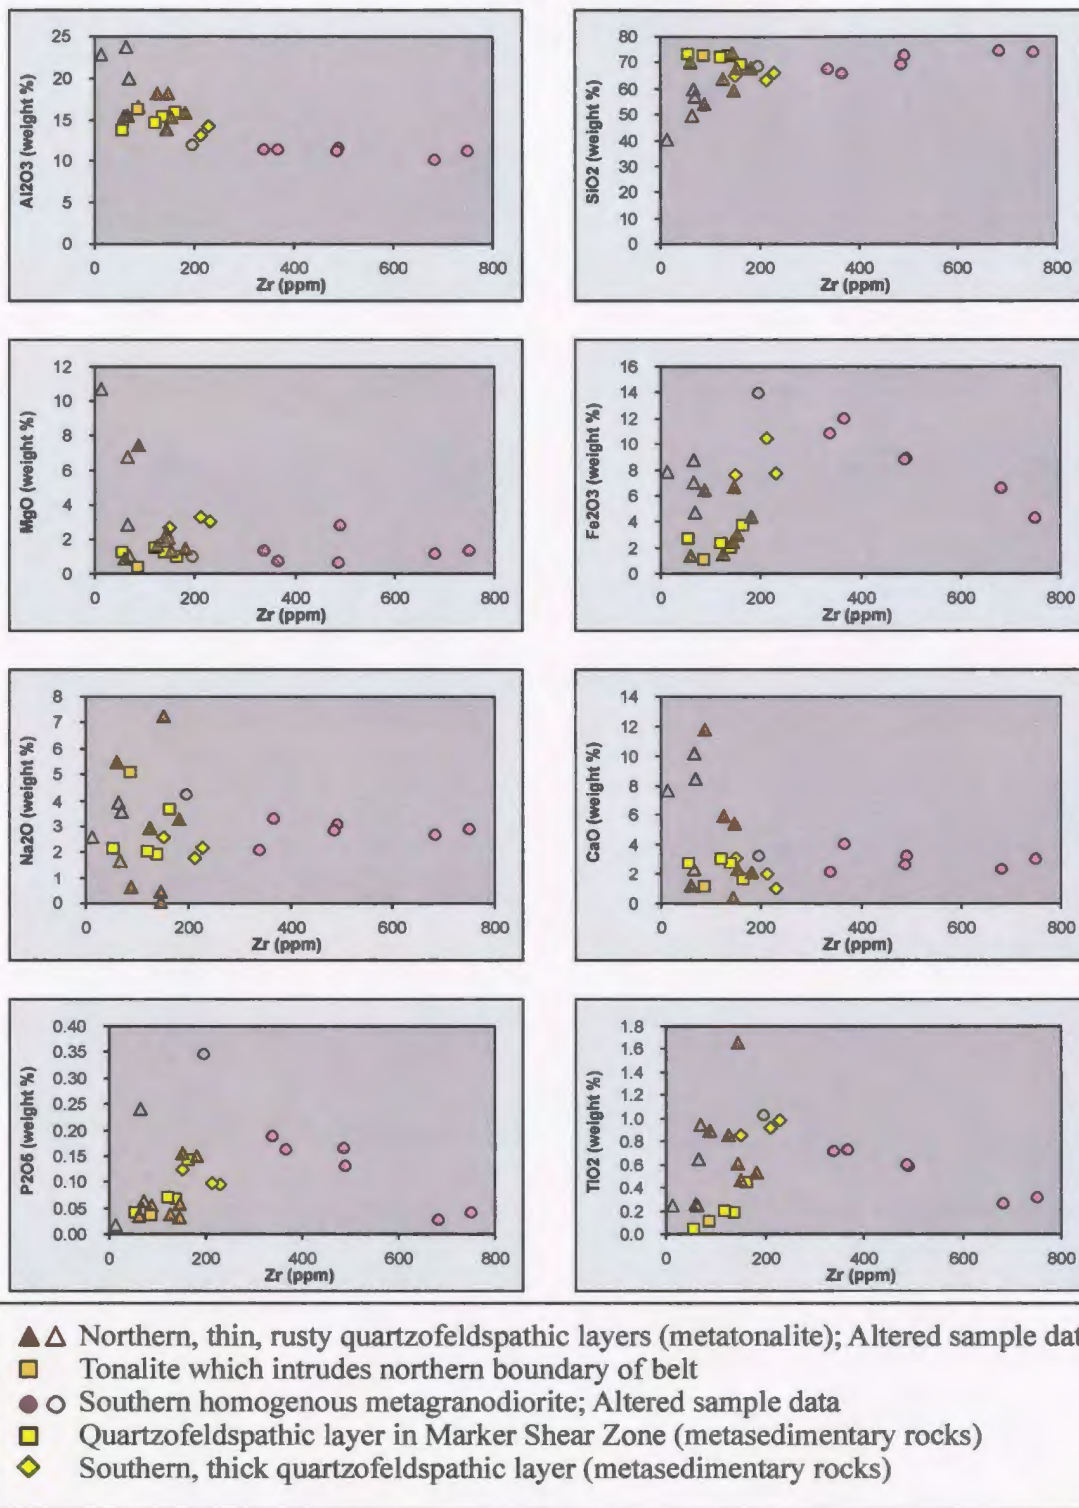 25
20
15
10
5
0
Al2O3 (weight %)
0 200 400 600 800
Zr (ppm)
80
70
60
50
40
30
20
10
0
SiO2 (weight %)
0 200 400 600 800
Zr (ppm)
12
10
8
6
4
2
0
MgO (weight %)
0 200 400 600 800
Zr (ppm)
16
14
12
10
8
6
4
2
0
Fe2O3 (weight %)
0 200 400 600 800
Zr (ppm)
8
7
6
5
4
3
2
1
0
Na2O (weight %)
0 200 400 600 800
Zr (ppm)
14
12
10
8
6
4
2
0
CaO (weight %)
0 200 400 600 800
Zr (ppm)
0.40
0.35
0.30
0.25
0.20
0.15
0.10
0.05
0.00
P2O5 (weight %)
0 200 400 600 800
Zr (ppm)
1.8
1.6
1.4
1.2
1.0
0.8
0.6
0.4
0.2
0.0
TiO2 (weight %)
0 200 400 600 800
Zr (ppm)
Northern, thin, rusty quartzofeldspathic layers (metatonalite); Altered sample dat
Tonalite which intrudes northern boundary of belt
Southern homogenous metagranodiorite; Altered sample data
Quartzofeldspathic layer in Marker Shear Zone (metasedimentary rocks)
Southern, thick quartzofeldspathic layer (metasedimentary rocks)